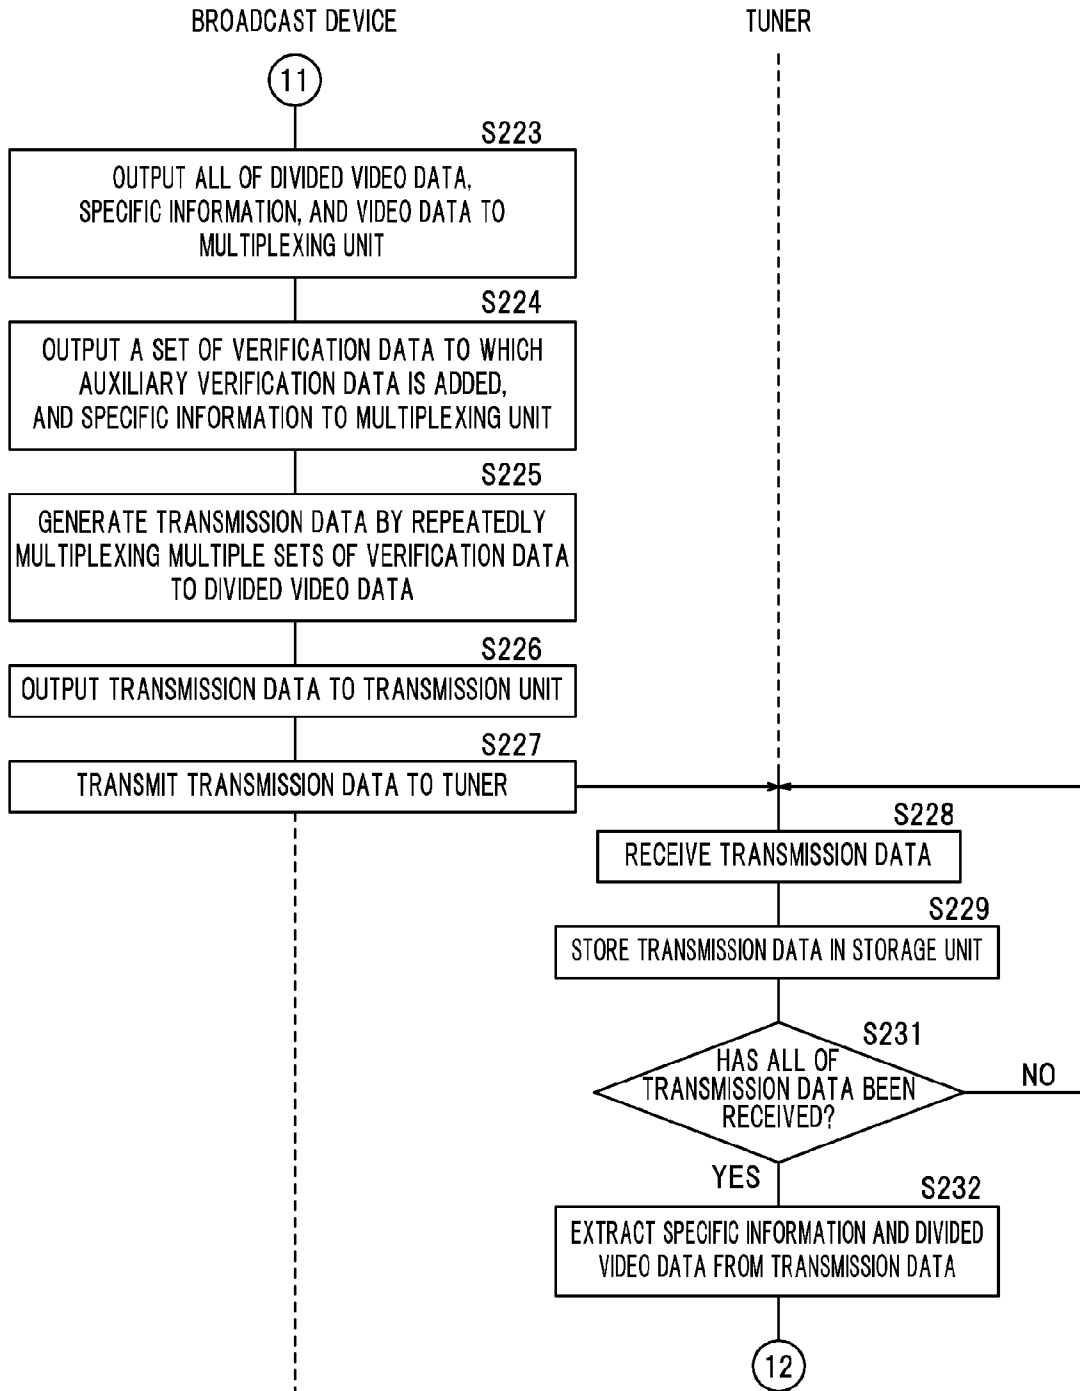 BROADCAST DEVICE
TUNER
11
S223
OUTPUT ALL OF DIVIDED VIDEO DATA,
SPECIFIC INFORMATION, AND VIDEO DATA TO
MULTIPLEXING UNIT
S224
OUTPUT A SET OF VERIFICATION DATA TO WHICH
AUXILIARY VERIFICATION DATA IS ADDED,
AND SPECIFIC INFORMATION TO MULTIPLEXING UNIT
S225
GENERATE TRANSMISSION DATA BY REPEATEDLY
MULTIPLEXING MULTIPLE SETS OF VERIFICATION DATA
TO DIVIDED VIDEO DATA
S226
OUTPUT TRANSMISSION DATA TO TRANSMISSION UNIT
S227
TRANSMIT TRANSMISSION DATA TO TUNER
S228
RECEIVE TRANSMISSION DATA
S229
STORE TRANSMISSION DATA IN STORAGE UNIT
S231
HAS ALL OF
TRANSMISSION DATA BEEN
RECEIVED?
NO
YES
S232
EXTRACT SPECIFIC INFORMATION AND DIVIDED
VIDEO DATA FROM TRANSMISSION DATA
12